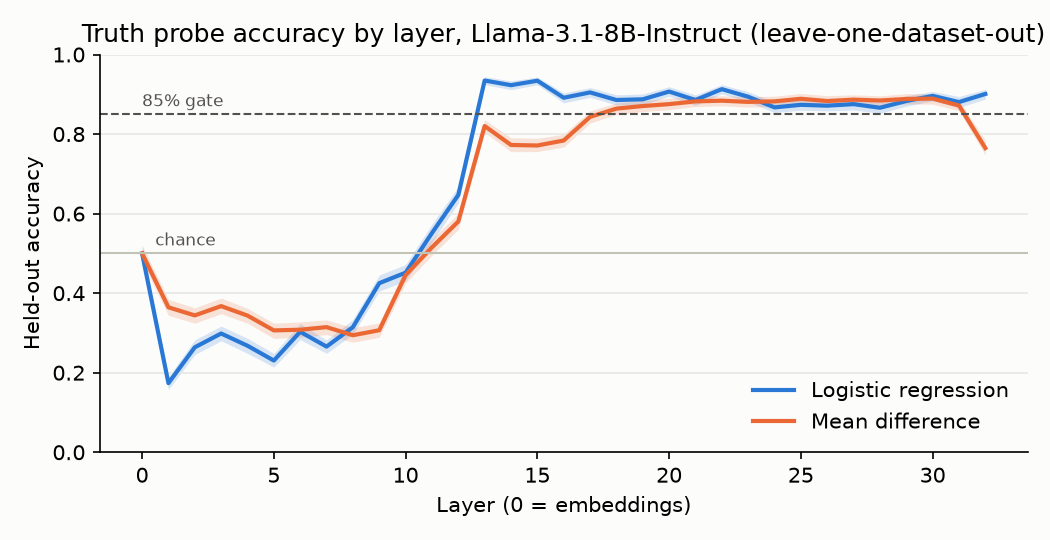 Truth probe accuracy by layer, Llama-3.1-8B-Instruct (leave-one-dataset-out)
1.0
0.8
0.6
0.4
0.2
0.0
Held-out accuracy
85% gate
chance
Logistic regression
Mean difference
0 5 10 15 20 25 30
Layer (0 = embeddings)